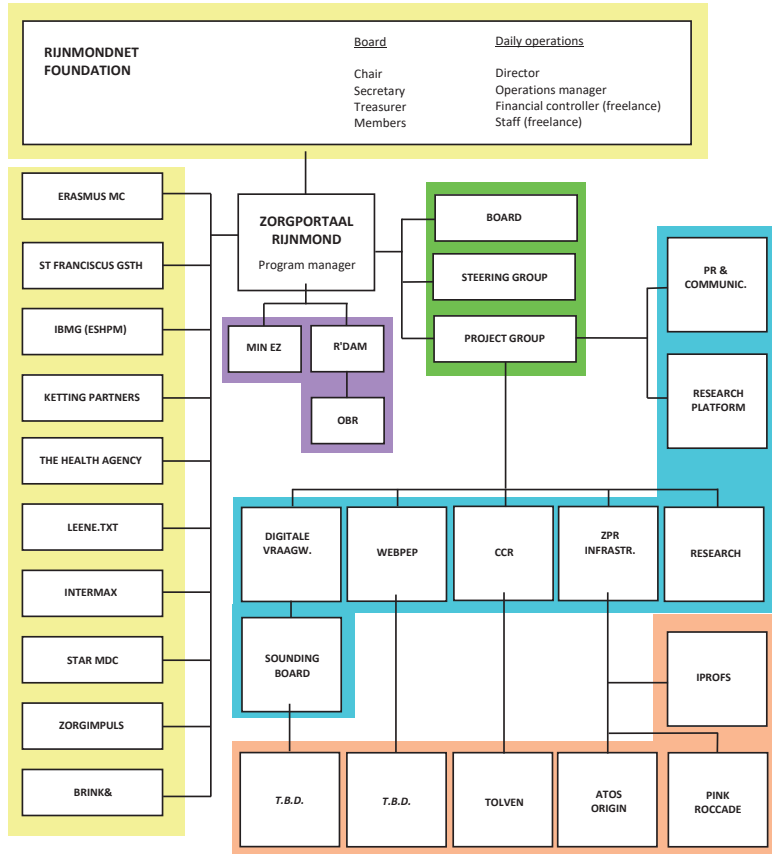 RIJNMONDNET
FOUNDATION
Board
Chair
Secretary
Treasurer
Members
Daily operations
Director
Operations manager
Financial controller (freelance)
Staff (freelance)
ERASMUS MC
ST FRANCISCUS GSTH
IBMG (ESHPM)
KETTING PARTNERS
THE HEALTH AGENCY
LEENE.TXT
INTERMAX
STAR MDC
ZORGIMPULS
BRINK&
ZORGPORTAAL
RIJNMOND
Program manager
MIN EZ
R'DAM
OBR
BOARD
STEERING GROUP
PROJECT GROUP
PR &
COMMUNIC.
RESEARCH
PLATFORM
DIGITALE
VRAAGW.
WEBPEP
CCR
ZPR
INFRASTR.
RESEARCH
SOUNDING
BOARD
IPROFS
T.B.D.
T.B.D.
TOLVEN
ATOS
ORIGIN
PINK
ROCCADE